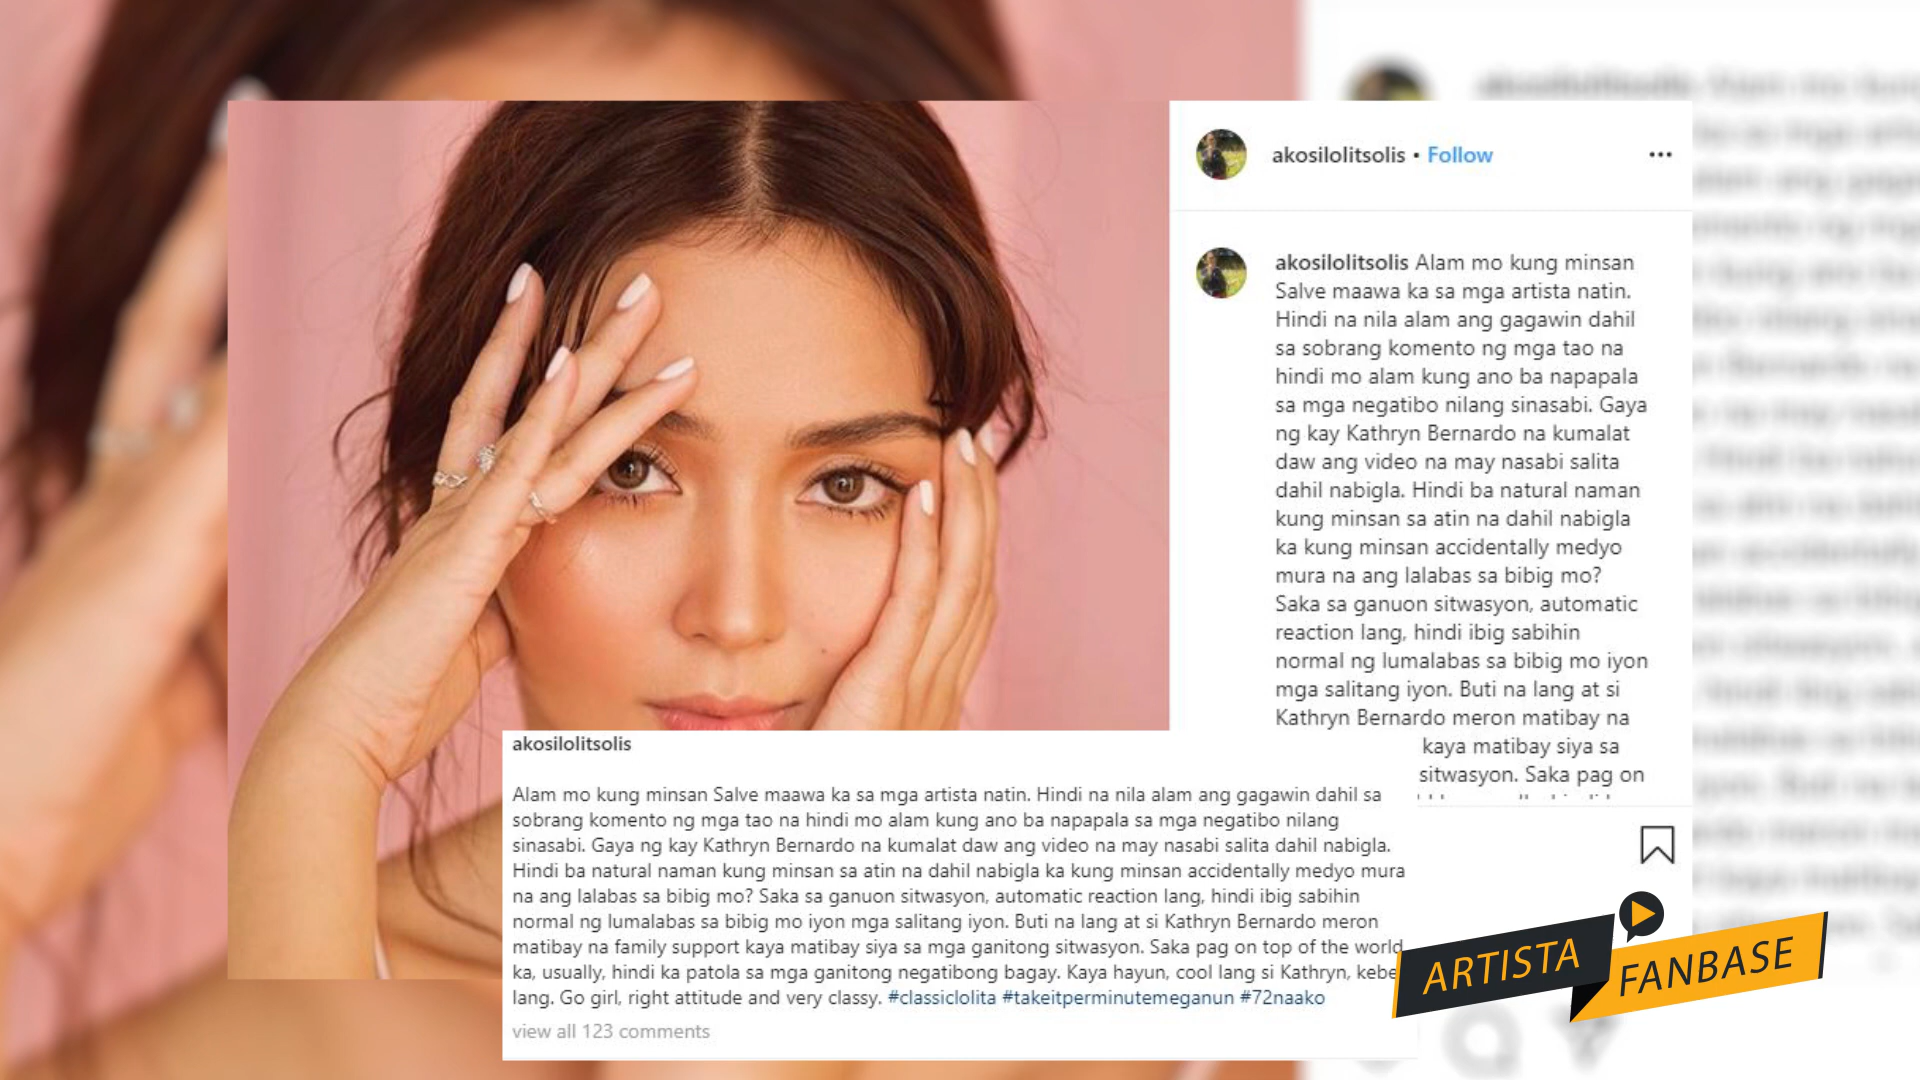 akosilolitsolis • Follow
akosilolitsolis Alam mo kung minsan
Salve maawa ka sa mga artista natin.
Hindi na nila alam ang gagawin dahil
sa sobrang komento ng mga tao na
hindi mo alam kung ano ba napapala
sa mga negatibo nilang sinasabi. Gaya
ng kay Kathryn Bernardo na kumalat
daw ang video na may nasabi salita
dahil nabigla. Hindi ba natural naman
kung minsan sa atin na dahil nabigla
ka kung minsan accidentally medyo
mura na ang lalabas sa bibig mo?
Saka sa ganuon sitwasyon, automatic
reaction lang, hindi ibig sabihin
normal ng lumalabas sa bibig mo iyon
mga salitang iyon. Buti na lang at si
Kathryn Bernardo meron matibay na
kaya matibay siya sa
sitwasyon. Saka pag on
akosilolitsolis
Alam mo kung minsan Salve maawa ka sa mga artista natin. Hindi na nila alam ang gagawin dahil sa
sobrang komento ng mga tao na hindi mo alam kung ano ba napapala sa mga negatibo nilang
sinasabi. Gaya ng kay Kathryn Bernardo na kumalat daw ang video na may nasabi salita dahil nabigla.
Hindi ba natural naman kung minsan sa atin na dahil nabigla ka kung minsan accidentally medyo mura
na ang lalabas sa bibig mo? Saka sa ganuon sitwasyon, automatic reaction lang, hindi ibig sabihin
normal ng lumalabas sa bibig mo iyon mga salitang iyon. Buti na lang at si Kathryn Bernardo meron
matibay na family support kaya matibay siya sa mga ganitong sitwasyon. Saka pag on top of the world
ka, usually, hindi ka patola sa mga ganitong negatibong bagay. Kaya hayun, cool lang si Kathryn, kebe
lang. Go girl, right attitude and very classy. #classiclolita #takeitperminutemeganun #72naako
view all 123 comments
ARTISTA
FANBASE